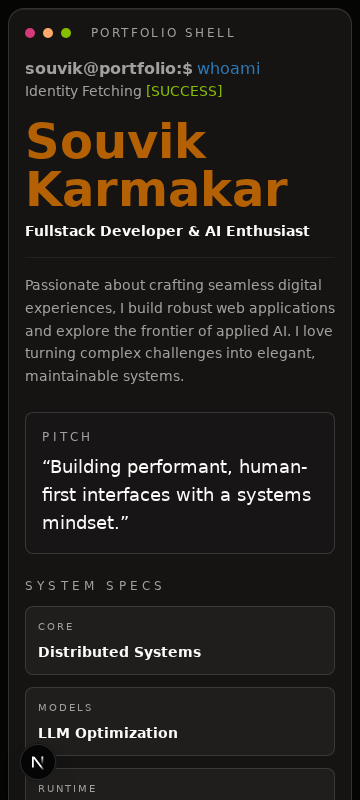 PORTFOLIO SHELL
souvik@portfolio:$ whoami
Identity Fetching [SUCCESS]
Souvik
Karmakar
Fullstack Developer & AI Enthusiast
Passionate about crafting seamless digital
experiences, I build robust web applications
and explore the frontier of applied AI. I love
turning complex challenges into elegant,
maintainable systems.
PITCH
“Building performant, human-
first interfaces with a systems
mindset.”
SYSTEM SPECS
CORE
Distributed Systems
MODELS
LLM Optimization
N
RUNTIME